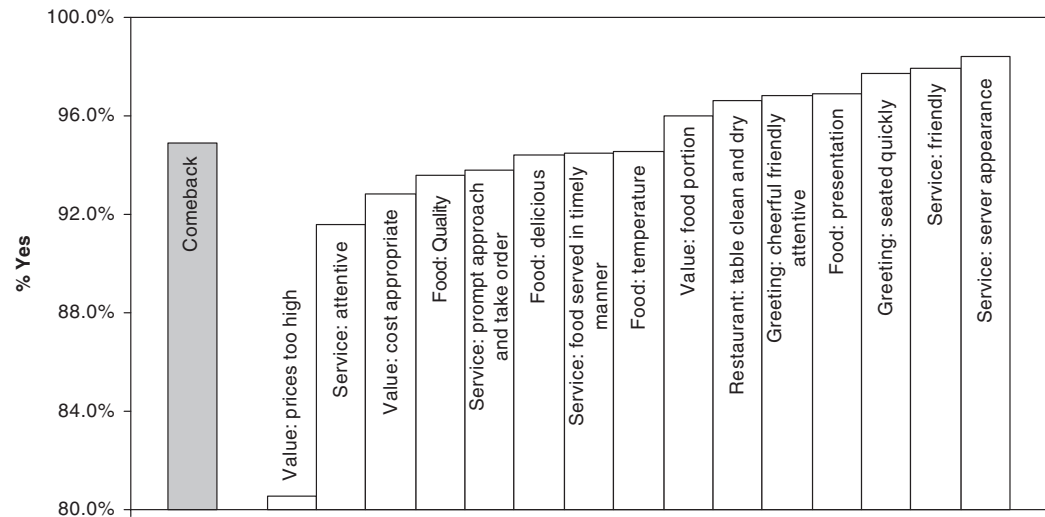 100.0%
96.0%
92.0%
88.0%
84.0%
80.0%
% Yes
Comeback
Value: prices too high
Service: attentive
Value: cost appropriate
Food: Quality
Service: prompt approach
and take order
Food: delicious
Service: food served in timely
manner
Food: temperature
Value: food portion
Restaurant: table clean and dry
Greeting: cheerful friendly
attentive
Food: presentation
Greeting: seated quickly
Service: friendly
Service: server appearance